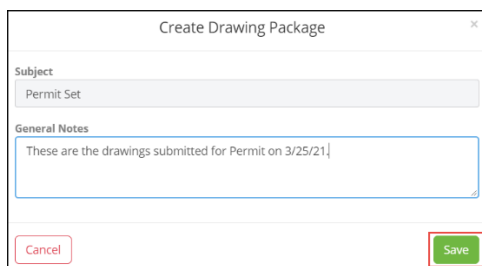 Create Drawing Package
×
Subject
Permit Set
General Notes
These are the drawings submitted for Permit on 3/25/21.
Cancel
Save